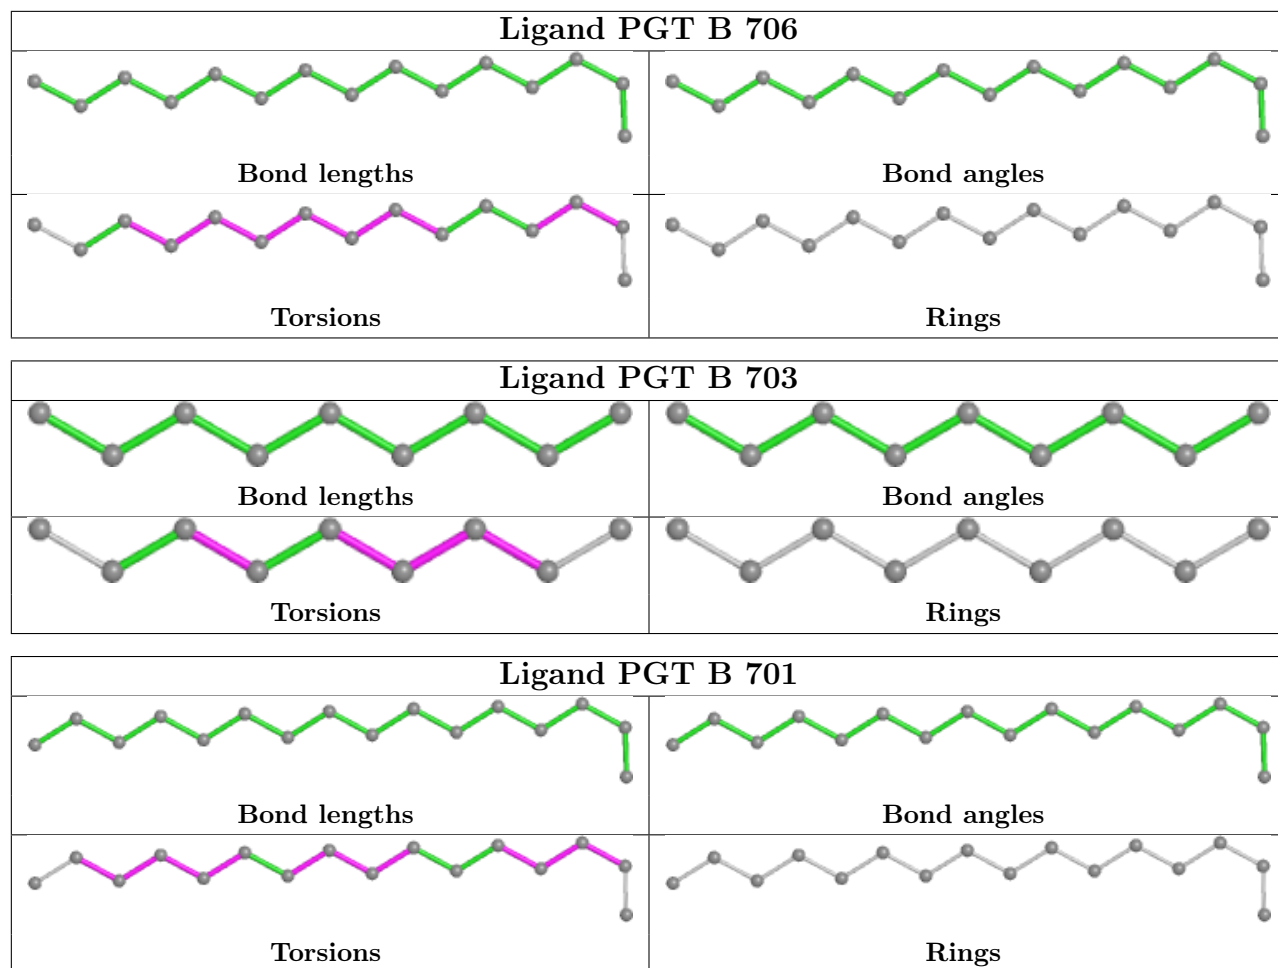 Ligand PGT B 706
Bond lengths
Bond angles
Torsions
Rings
Ligand PGT B 703
Bond lengths
Bond angles
Torsions
Rings
Ligand PGT B 701
Bond lengths
Bond angles
Torsions
Rings